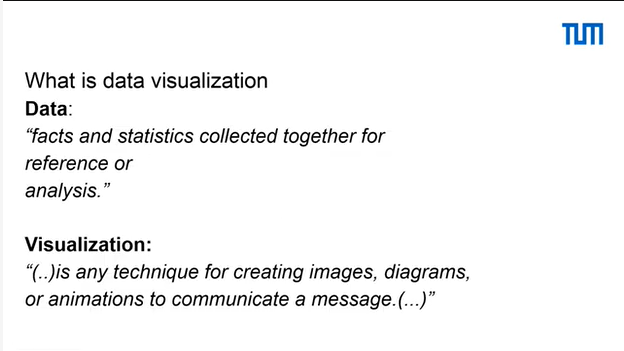 TUM
What is data visualization
Data:
“facts and statistics collected together for
reference or
analysis.”
Visualization:
“(..)is any technique for creating images, diagrams,
or animations to communicate a message.(...)”